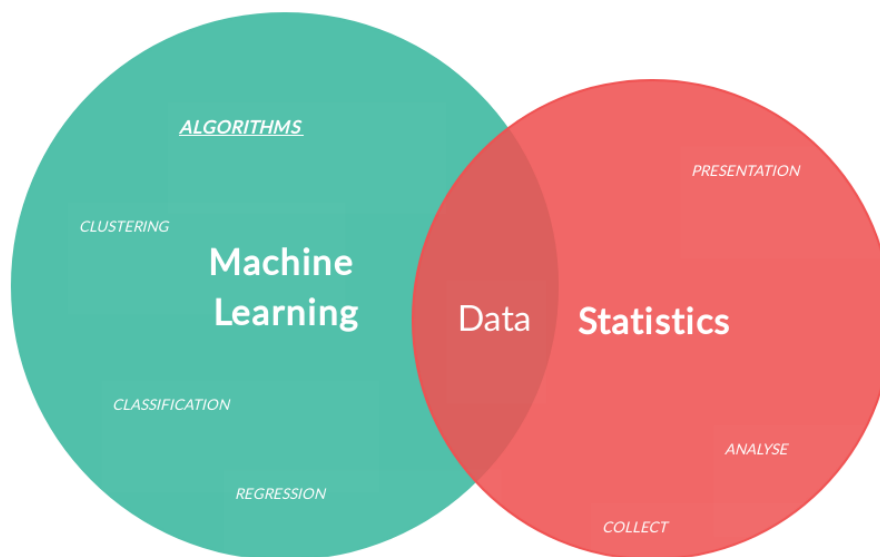 ALGORITHMS
CLUSTERING
Machine
Learning
CLASSIFICATION
REGRESSION
Data
PRESENTATION
Statistics
ANALYSE
COLLECT